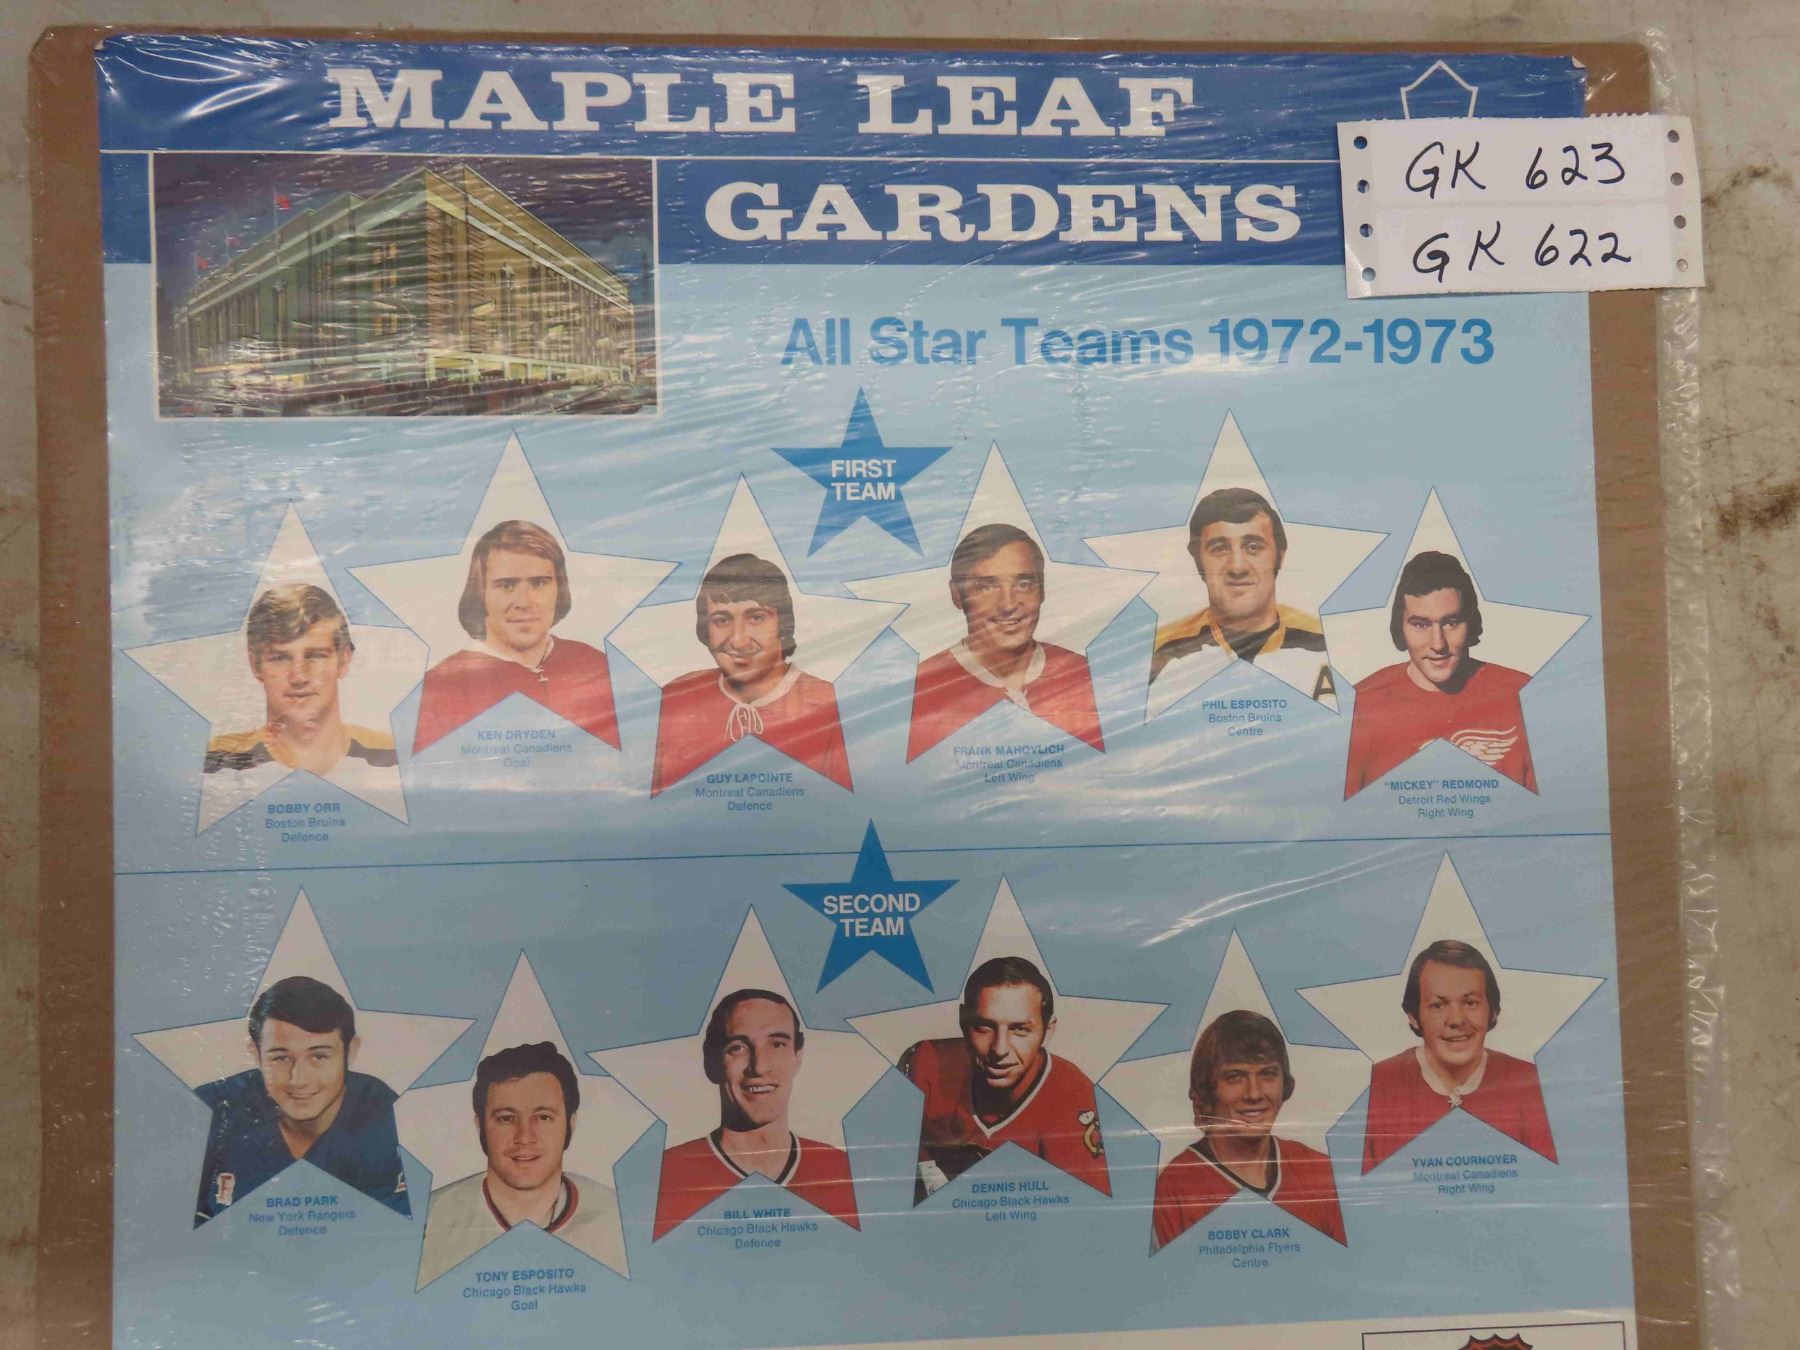 MAPLE LEAF
GARDENS
GK 623
GK 622
All Star Teams 1972-1973
FIRST
TEAM
BOBBY ORR
Boston Bruins
Defence
KEN DRYDEN
Montreal Canadiens
Goal
GUY LAPOINTE
Montreal Canadiens
Defence
FRANK MAHOVLICH
Montreal Canadiens
Left Wing
PHIL ESPOSITO
Boston Bruins
Centre
A
"MICKEY" REDMOND
Detroit Red Wings
Right Wing
SECOND
TEAM
BRAD PARK
New York Rangers
Defence
TONY ESPOSITO
Chicago Black Hawks
Goal
BILL WHITE
Chicago Black Hawks
Defence
DENNIS HULL
Chicago Black Hawks
Left Wing
BOBBY CLARK
Philadelphia Flyers
Centre
YVAN COURNOYER
Montreal Canadiens
Right Wing